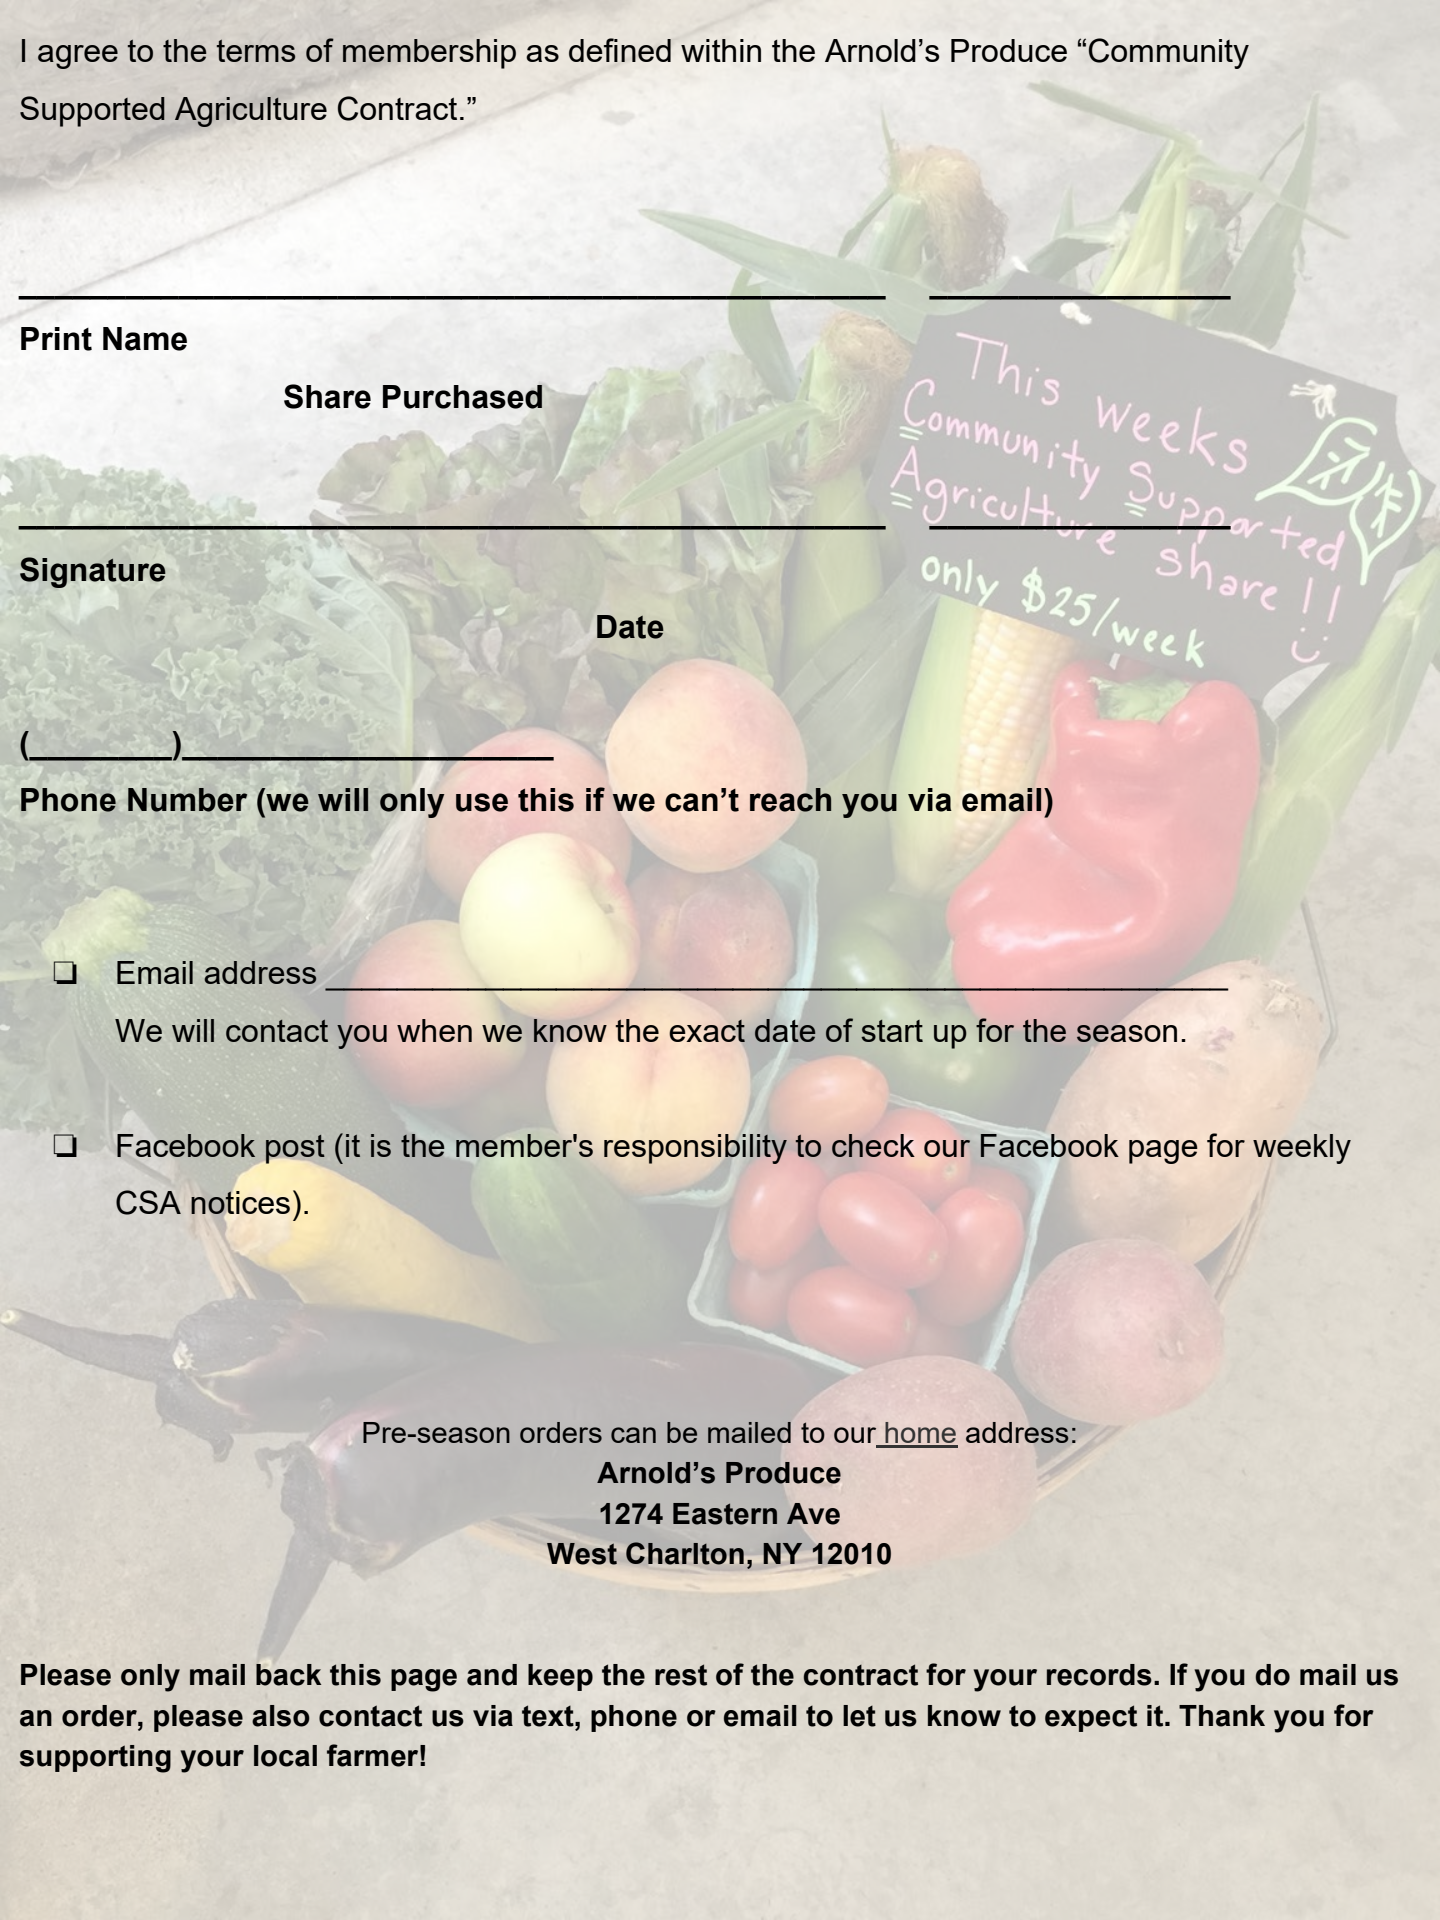 I agree to the terms of membership as defined within the Arnold’s Produce “Community
Supported Agriculture Contract.”
Print Name
Share Purchased
This weeks
Community Supported
Agriculture share!!
only $25/week
Signature
Date
(________)_____________________
Phone Number (we will only use this if we can’t reach you via email)
❏ Email address ___________________________________________________
We will contact you when we know the exact date of start up for the season.
❏ Facebook post (it is the member's responsibility to check our Facebook page for weekly
CSA notices).
Pre-season orders can be mailed to our home address:
Arnold’s Produce
1274 Eastern Ave
West Charlton, NY 12010
Please only mail back this page and keep the rest of the contract for your records. If you do mail us
an order, please also contact us via text, phone or email to let us know to expect it. Thank you for
supporting your local farmer!